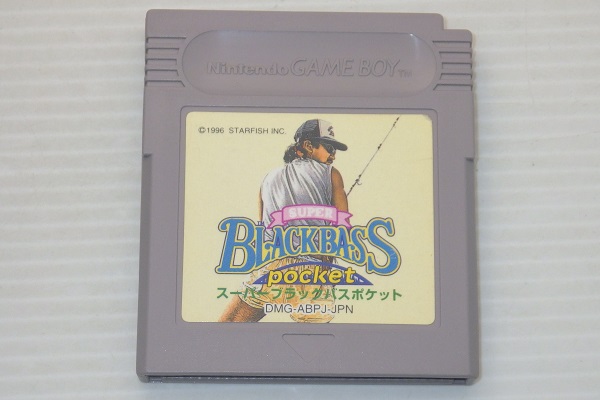 Nintendo GAME BOY™
©1996 STARFISH INC.
SUPER
BLACKBASS
pocket
スーパーブラックバスポケット
DMG-ABPJ-JPN